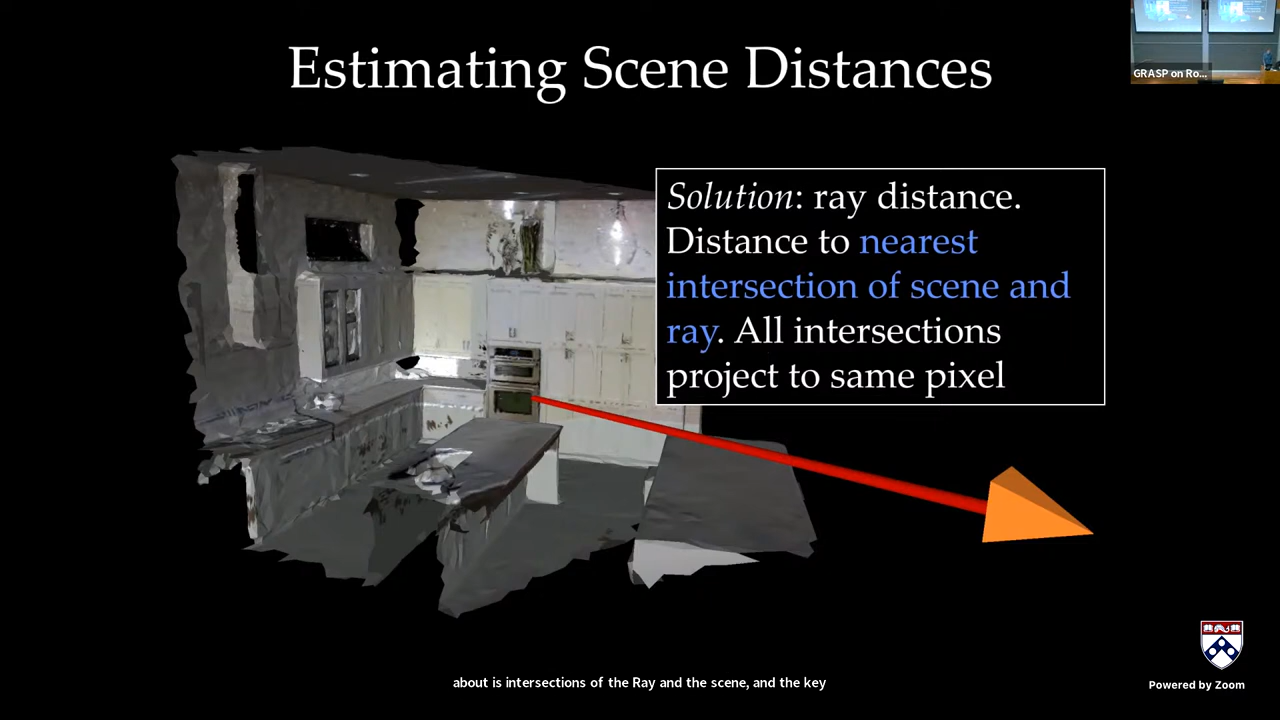 Estimating Scene Distances
GRASP on Ro...
Solution: ray distance.
Distance to nearest
intersection of scene and
ray. All intersections
project to same pixel
about is intersections of the Ray and the scene, and the key
Powered by Zoom